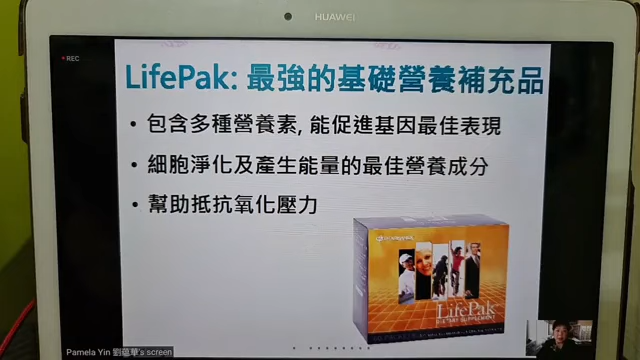 HUAWEI
REC
LifePak: 最強的基礎營養補充品
• 包含多種營養素, 能促進基因最佳表現
• 細胞淨化及產生能量的最佳營養成分
• 幫助抵抗氧化壓力
LifePak
DIETARY SUPPLEMENT
Pamela Yin 劉蘊華's screen